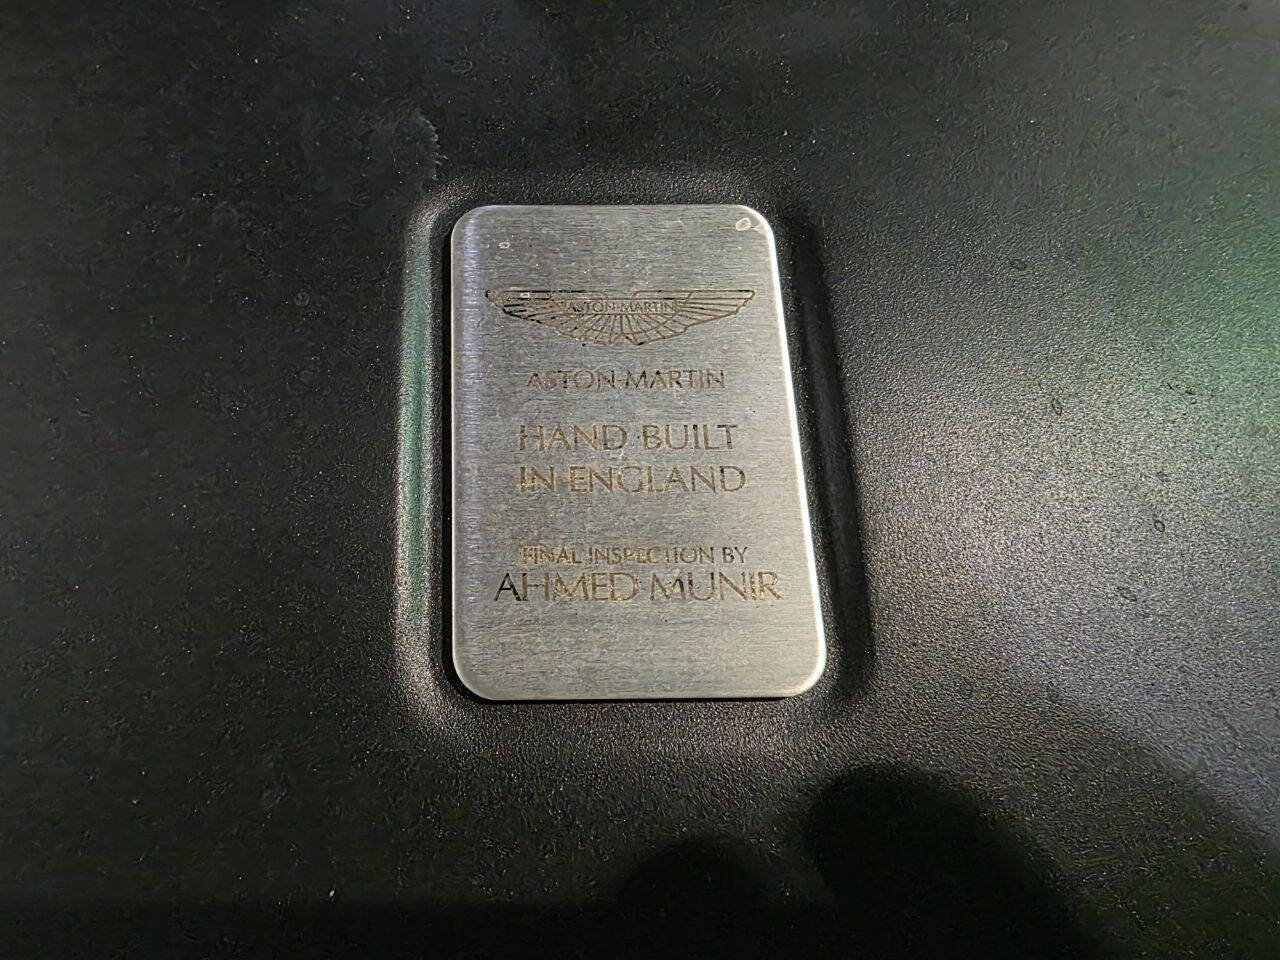 ASTON MARTIN
ASTON MARTIN
HAND BUILT
IN ENGLAND
FINAL INSPECTION BY
AHMED MUNIR